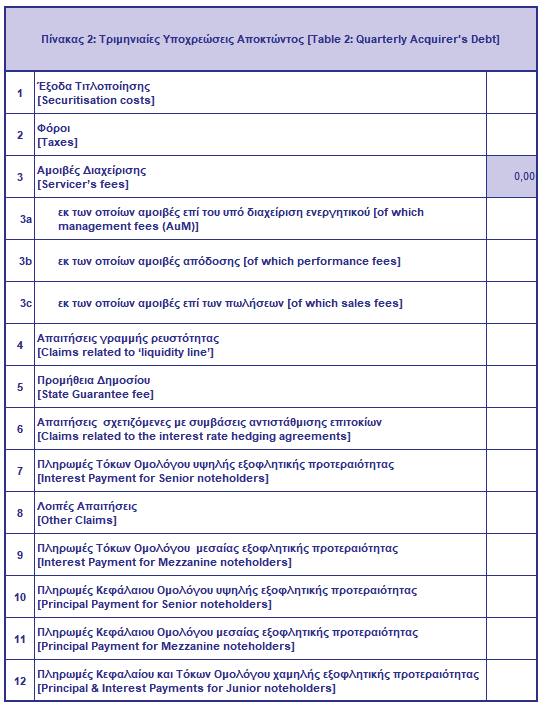 Πίνακας 2: Τριμηνιαίες Υποχρεώσεις Αποκτώντος [Table 2: Quarterly Acquirer's Debt]
1 Έξοδα Τιτλοποίησης
[Securitisation costs]
2 Φόροι
[Taxes]
3 Αμοιβές Διαχείρισης 0,00
[Servicer's fees]
3a εκ των οποίων αμοιβές επί του υπό διαχείριση ενεργητικού [of which
management fees (AuM)]
3b εκ των οποίων αμοιβές απόδοσης [of which performance fees]
3c εκ των οποίων αμοιβές επί των πωλήσεων [of which sales fees]
4 Απαιτήσεις γραμμής ρευστότητας
[Claims related to ‘liquidity line’]
5 Προμήθεια Δημοσίου
[State Guarantee fee]
6 Απαιτήσεις σχετιζόμενες με συμβάσεις αντιστάθμισης επιτοκίων
[Claims related to the interest rate hedging agreements]
7 Πληρωμές Τόκων Ομολόγου υψηλής εξοφλητικής προτεραιότητας
[Interest Payment for Senior noteholders]
8 Λοιπές Απαιτήσεις
[Other Claims]
9 Πληρωμές Τόκων Ομολόγου μεσαίας εξοφλητικής προτεραιότητας
[Interest Payment for Mezzanine noteholders]
10 Πληρωμές Κεφάλαιου Ομολόγου υψηλής εξοφλητικής προτεραιότητας
[Principal Payment for Senior noteholders]
11 Πληρωμές Κεφάλαιου Ομολόγου μεσαίας εξοφλητικής προτεραιότητας
[Principal Payment for Mezzanine noteholders]
12 Πληρωμές Κεφαλαίου και Τόκων Ομολόγου χαμηλής εξοφλητικής προτεραιότητας
[Principal & Interest Payments for Junior noteholders]